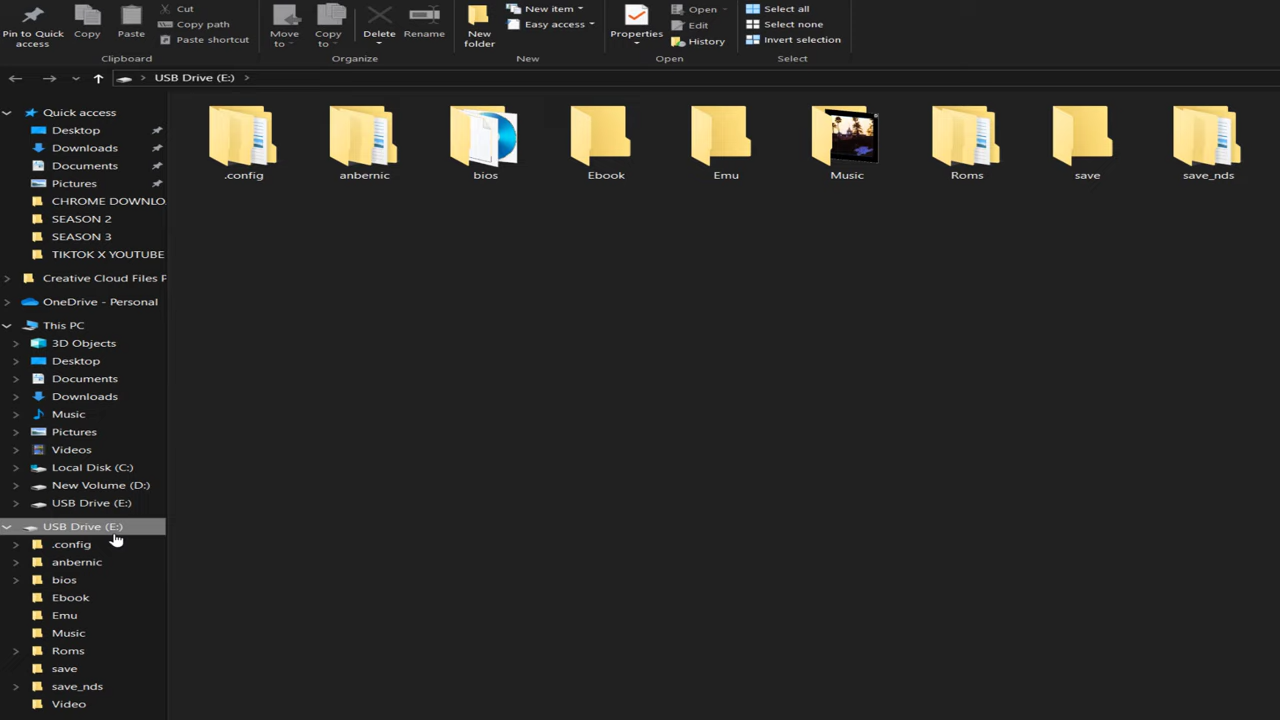 Pin to Quick access
Copy
Paste
Cut
Copy path
Paste shortcut
Clipboard
Move to
Copy to
Delete
Rename
Organize
New folder
New item
Easy access
New
Properties
Open
Edit
History
Open
Select all
Select none
Invert selection
Select
USB Drive (E:)
Quick access
Desktop
Downloads
Documents
Pictures
CHROME DOWNLO
SEASON 2
SEASON 3
TIKTOK X YOUTUBE
Creative Cloud Files P
OneDrive - Personal
This PC
3D Objects
Desktop
Documents
Downloads
Music
Pictures
Videos
Local Disk (C:)
New Volume (D:)
USB Drive (E:)
USB Drive (E:)
.config
anbernic
bios
Ebook
Emu
Music
Roms
save
save_nds
Video
.config
anbernic
bios
Ebook
Emu
Music
Roms
save
save_nds